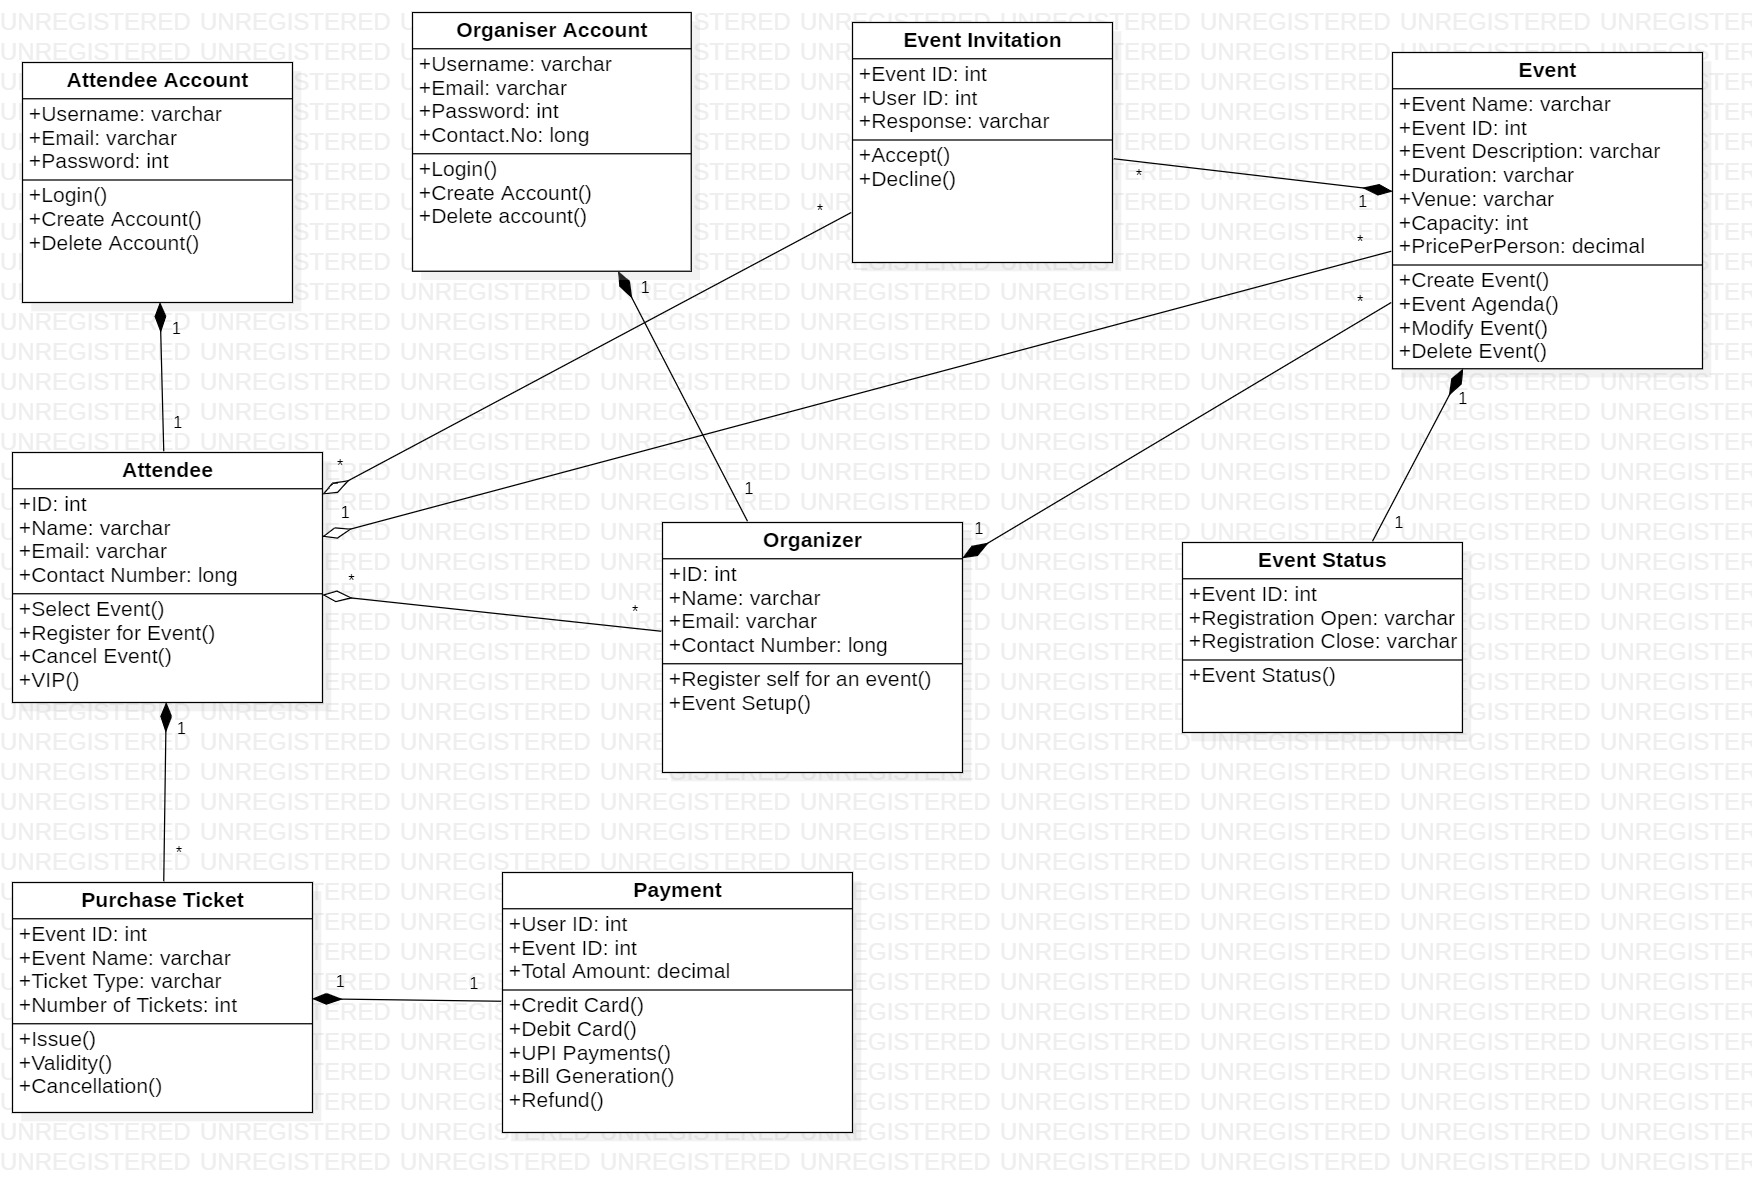 Attendee Account
+Username: varchar
+Email: varchar
+Password: int
+Login()
+Create Account()
+Delete Account()
Organiser Account
+Username: varchar
+Email: varchar
+Password: int
+Contact.No: long
+Login()
+Create Account()
+Delete account()
Event Invitation
+Event ID: int
+User ID: int
+Response: varchar
+Accept()
+Decline()
Event
+Event Name: varchar
+Event ID: int
+Event Description: varchar
+Duration: varchar
+Venue: varchar
+Capacity: int
+PricePerPerson: decimal
+Create Event()
+Event Agenda()
+Modify Event()
+Delete Event()
*
1
*
*
*
1
1
1
1
*
1
*
*
1
1
1
1
Attendee
+ID: int
+Name: varchar
+Email: varchar
+Contact Number: long
+Select Event()
+Register for Event()
+Cancel Event()
+VIP()
Organizer
+ID: int
+Name: varchar
+Email: varchar
+Contact Number: long
+Register self for an event()
+Event Setup()
Event Status
+Event ID: int
+Registration Open: varchar
+Registration Close: varchar
+Event Status()
1
*
Purchase Ticket
+Event ID: int
+Event Name: varchar
+Ticket Type: varchar
+Number of Tickets: int
+Issue()
+Validity()
+Cancellation()
1
1
Payment
+User ID: int
+Event ID: int
+Total Amount: decimal
+Credit Card()
+Debit Card()
+UPI Payments()
+Bill Generation()
+Refund()
UNREGISTERED